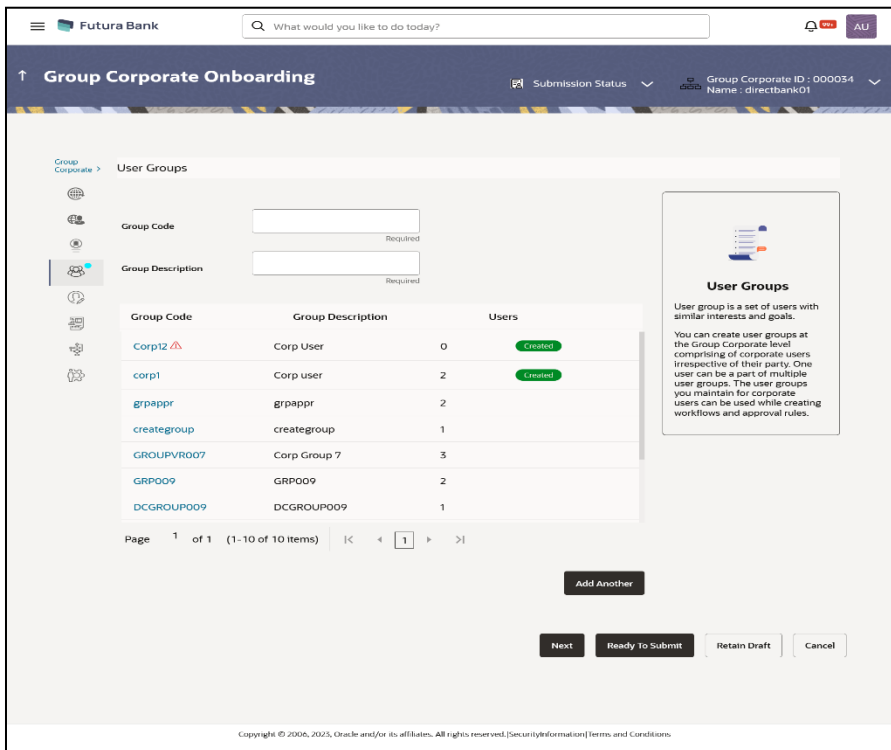 Futura Bank
What would you like to do today?
99+
AU
↑ Group Corporate Onboarding
Submission Status
Group Corporate ID : 000034
Name : directbank01
Group
Corporate >
User Groups
Group Code
Required
Group Description
Required
Group Code Group Description Users
Corp12 Corp User 0 Created
corp1 Corp user 2 Created
grpappr grpappr 2
creategroup creategroup 1
GROUPVR007 Corp Group 7 3
GRP009 GRP009 2
DCGROUP009 DCGROUP009 1
Page 1 of 1 (1-10 of 10 items) 1
Add Another
Next Ready To Submit Retain Draft Cancel
User Groups
User group is a set of users with
similar interests and goals.
You can create user groups at
the Group Corporate level
comprising of corporate users
irrespective of their party. One
user can be a part of multiple
user groups. The user groups
you maintain for corporate
users can be used while creating
workflows and approval rules.
Copyright © 2006, 2023, Oracle and/or its affiliates. All rights reserved.|SecurityInformation|Terms and Conditions